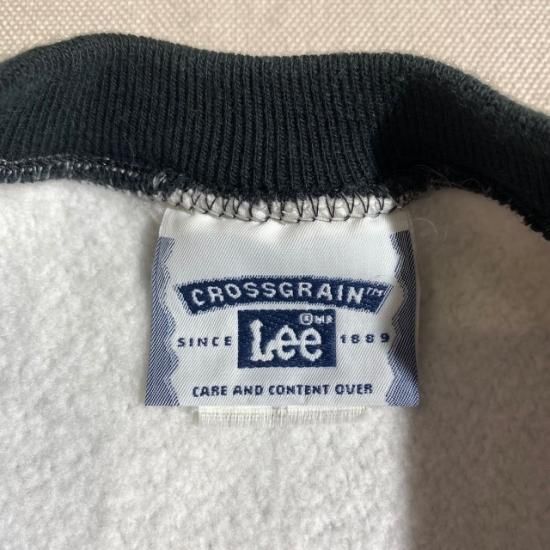 CROSSGRAIN™
®MR
SINCE Lee 1889
CARE AND CONTENT OVER